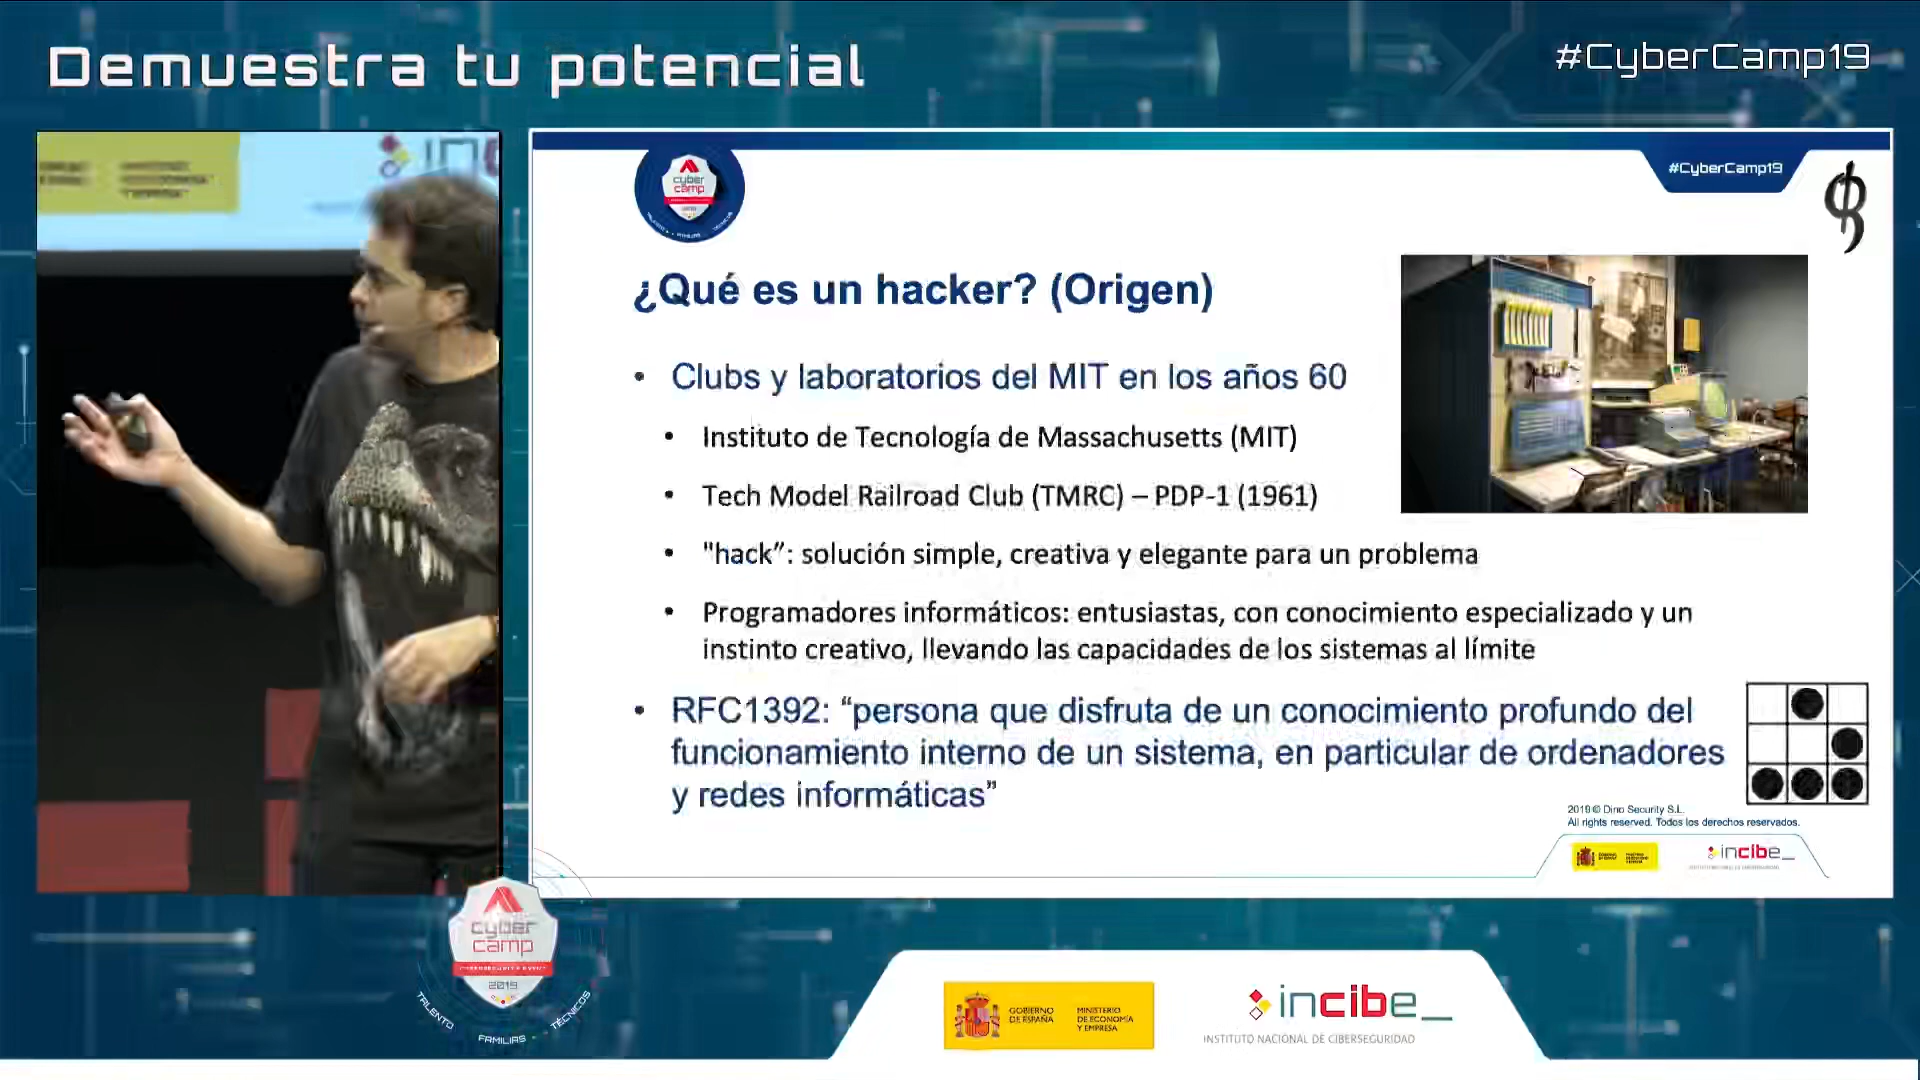 Demuestra tu potencial
#CyberCamp19
#CyberCamp19
cyber
camp
¿Qué es un hacker? (Origen)
• Clubs y laboratorios del MIT en los años 60
• Instituto de Tecnología de Massachusetts (MIT)
• Tech Model Railroad Club (TMRC) – PDP-1 (1961)
• "hack”: solución simple, creativa y elegante para un problema
• Programadores informáticos: entusiastas, con conocimiento especializado y un
instinto creativo, llevando las capacidades de los sistemas al límite
• RFC1392: “persona que disfruta de un conocimiento profundo del
funcionamiento interno de un sistema, en particular de ordenadores
y redes informáticas”
2019 © Dino Security S.L.
All rights reserved. Todos los derechos reservados.
incibe_
cyber
camp
2019
TALENTO
FAMILIAS
TÉCNICOS
GOBIERNO
DE ESPAÑA
MINISTERIO
DE ECONOMÍA
Y EMPRESA
incibe_
INSTITUTO NACIONAL DE CIBERSEGURIDAD